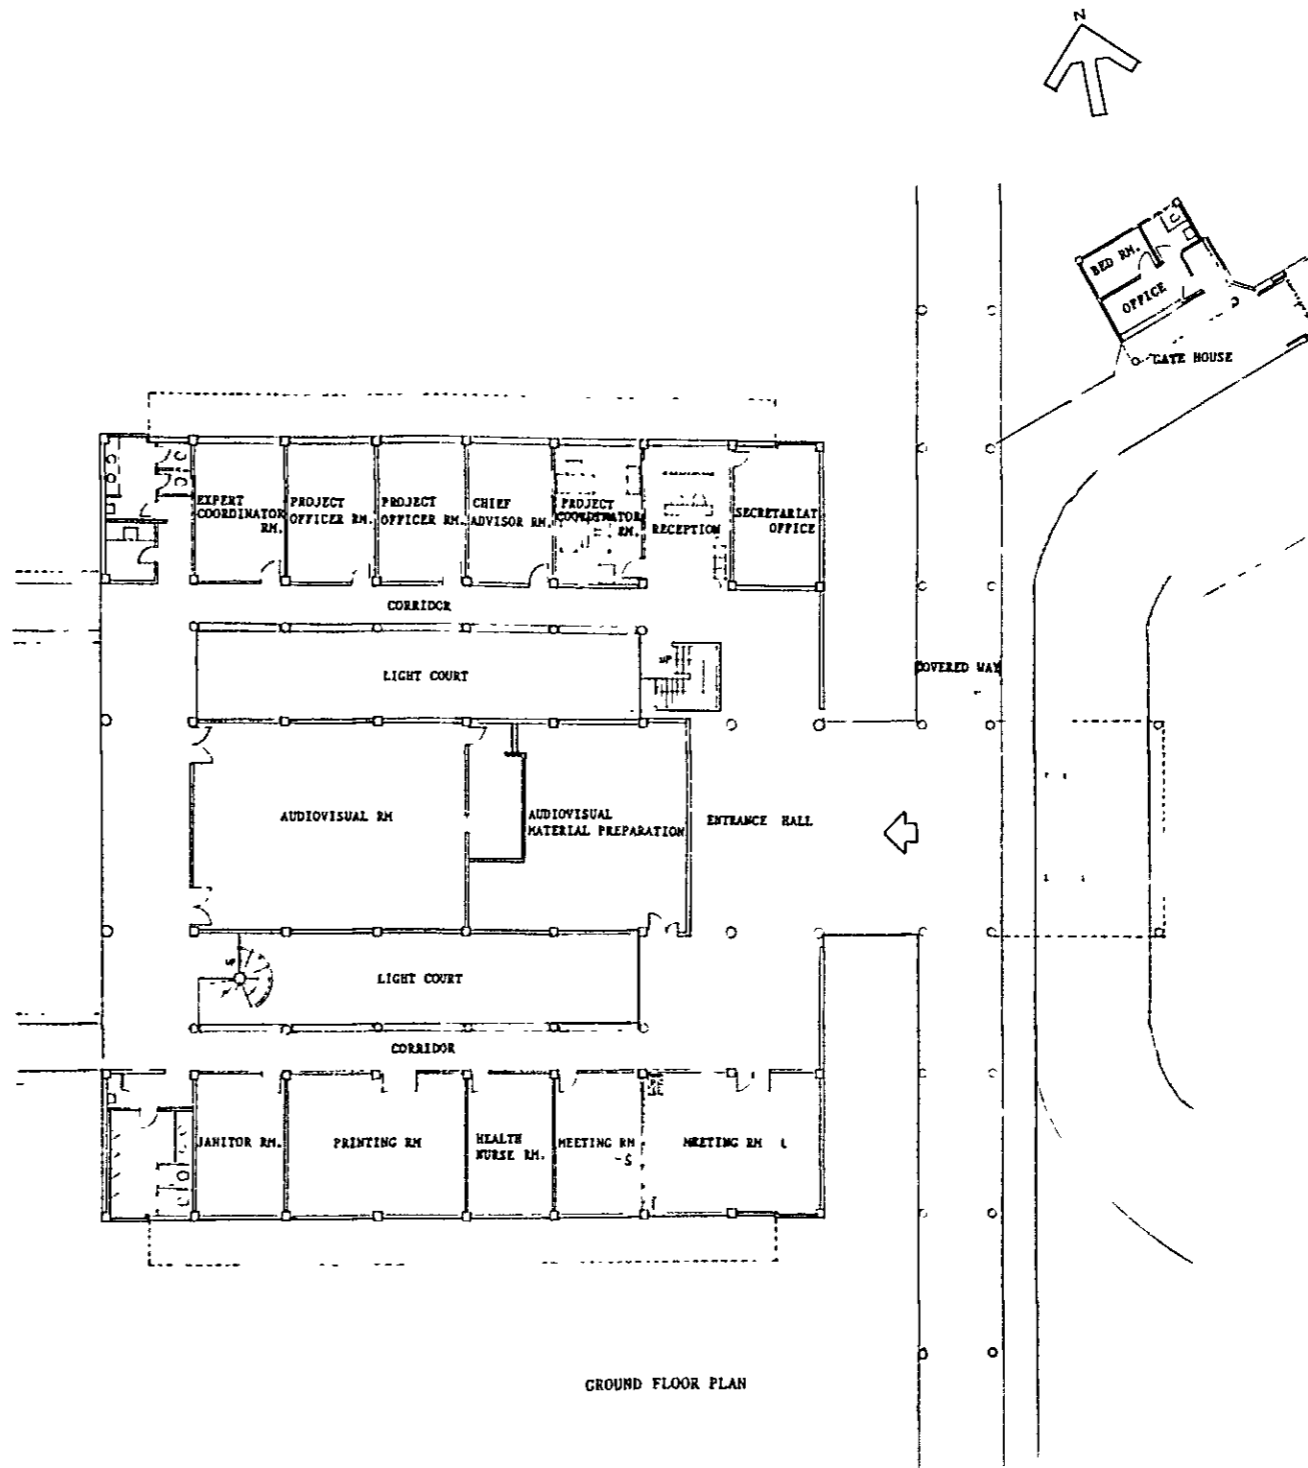 N
BED RM.
OFFICE
GATE HOUSE
EXPERT
COORDINATOR
RM.
PROJECT
OFFICER RM.
PROJECT
OFFICER RM.
CHIEF
ADVISOR RM.
PROJECT
COORDINATOR
RM.
RECEPTION
SECRETARIAT
OFFICE
CORRIDOR
LIGHT COURT
UP
COVERED WAY
AUDIOVISUAL RM
AUDIOVISUAL
MATERIAL PREPARATION
ENTRANCE HALL
UP
LIGHT COURT
CORRIDOR
JANITOR RM.
PRINTING RM
HEALTH
NURSE RM.
MEETING RM
-S
MEETING RM
GROUND FLOOR PLAN